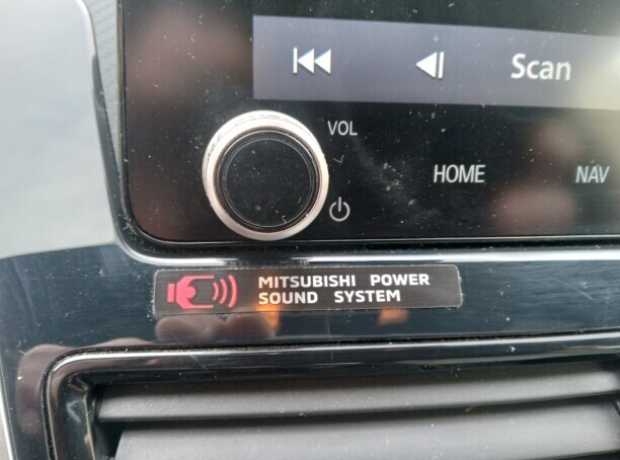 Scan
VOL
HOME NAV
MITSUBISHI POWER
SOUND SYSTEM